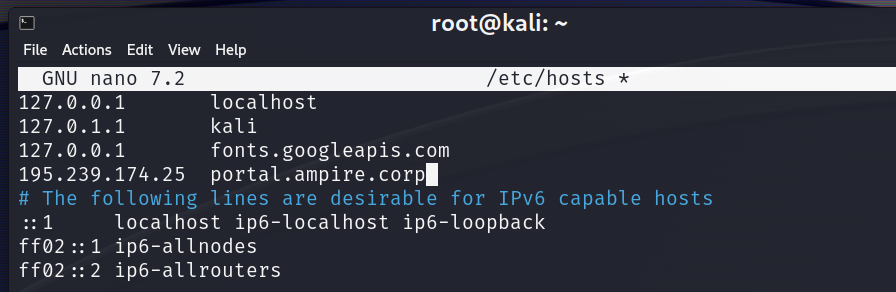 root@kali: ~
File Actions Edit View Help
GNU nano 7.2 /etc/hosts *
127.0.0.1 localhost
127.0.1.1 kali
127.0.0.1 fonts.googleapis.com
195.239.174.25 portal.ampire.corp
# The following lines are desirable for IPv6 capable hosts
::1 localhost ip6-localhost ip6-loopback
ff02::1 ip6-allnodes
ff02::2 ip6-allrouters